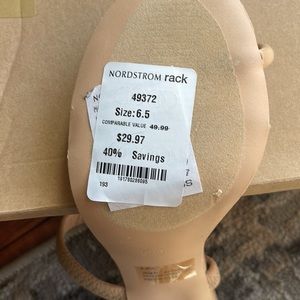 NORDSTROM rack
49372
Size:6.5
COMPARABLE VALUE 49.99
$29.97
40% Savings
193